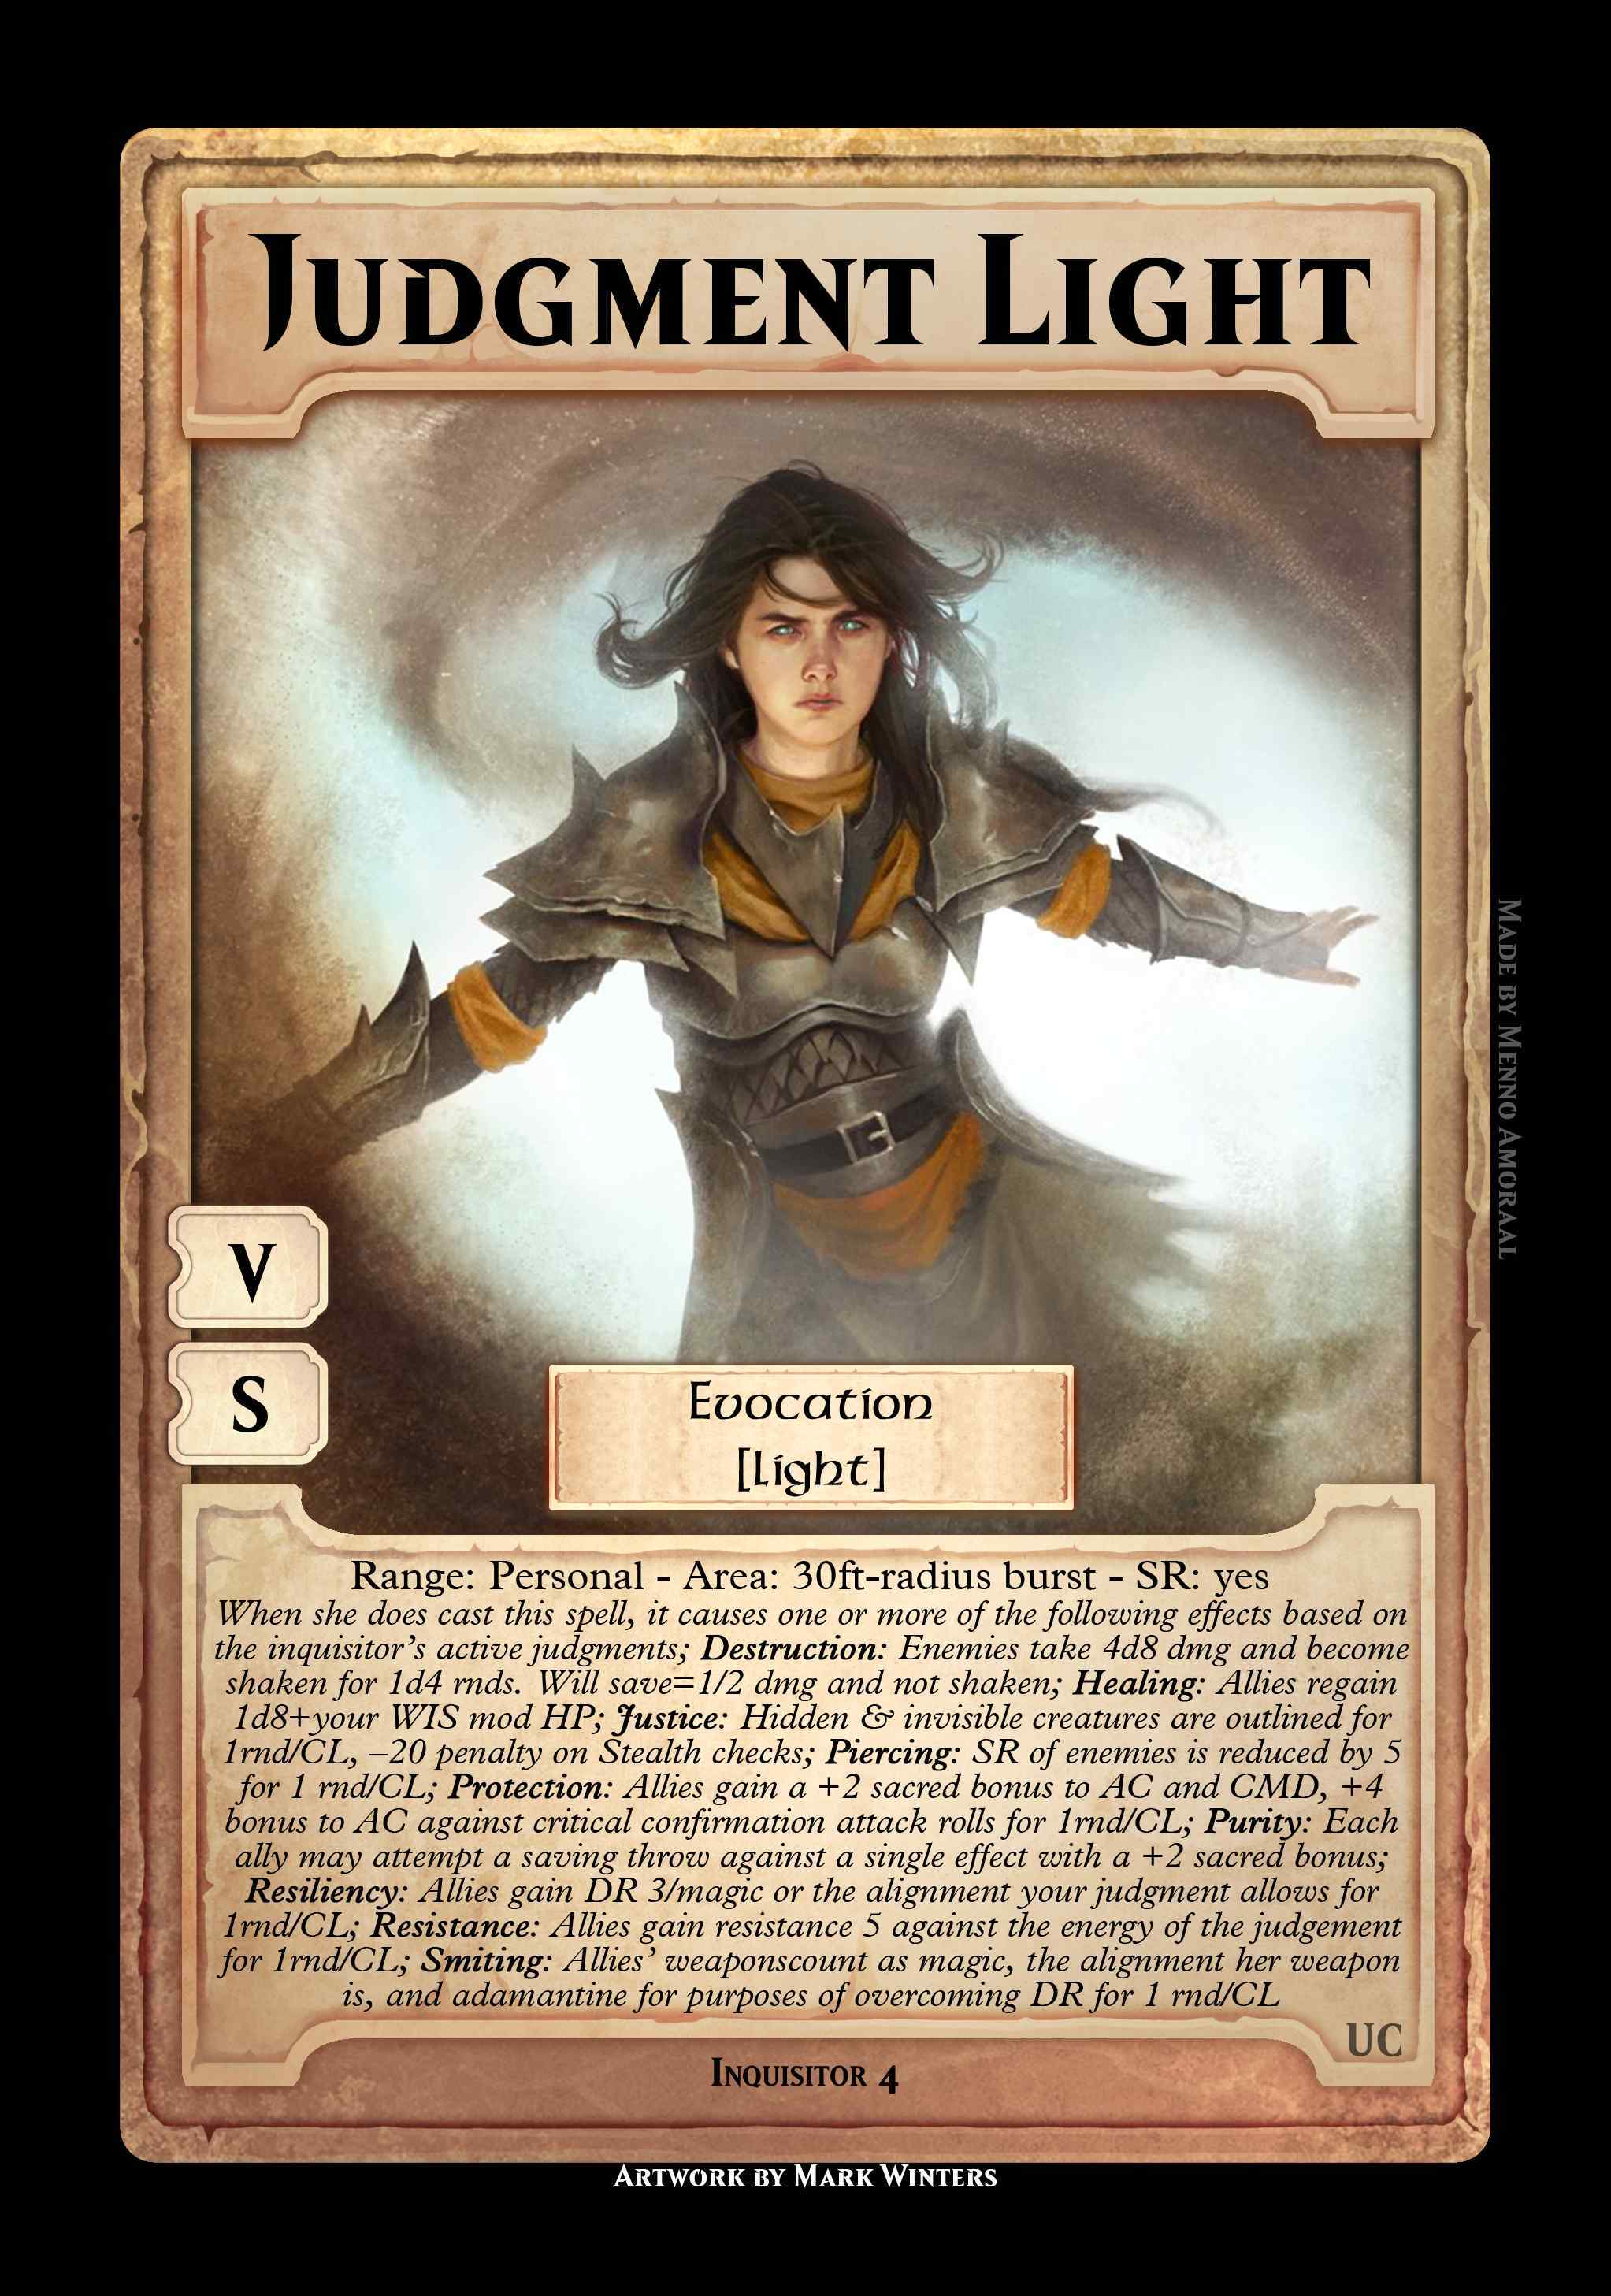 Judgment Light
V
S
Evocation
[Light]
Range: Personal - Area: 30ft-radius burst - SR: yes
When she does cast this spell, it causes one or more of the following effects based on
the inquisitor's active judgments; Destruction: Enemies take 4d8 dmg and become
shaken for 1d4 rnds. Will save=1/2 dmg and not shaken; Healing: Allies regain
1d8+your WIS mod HP; Justice: Hidden & invisible creatures are outlined for
1rnd/CL, –20 penalty on Stealth checks; Piercing: SR of enemies is reduced by 5
for 1 rnd/CL; Protection: Allies gain a +2 sacred bonus to AC and CMD, +4
bonus to AC against critical confirmation attack rolls for 1rnd/CL; Purity: Each
ally may attempt a saving throw against a single effect with a +2 sacred bonus;
Resiliency: Allies gain DR 3/magic or the alignment your judgment allows for
1rnd/CL; Resistance: Allies gain resistance 5 against the energy of the judgement
for 1rnd/CL; Smiting: Allies' weaponscount as magic, the alignment her weapon
is, and adamantine for purposes of overcoming DR for 1 rnd/CL
UC
Inquisitor 4
Artwork by Mark Winters
Made by Menno Amoraal